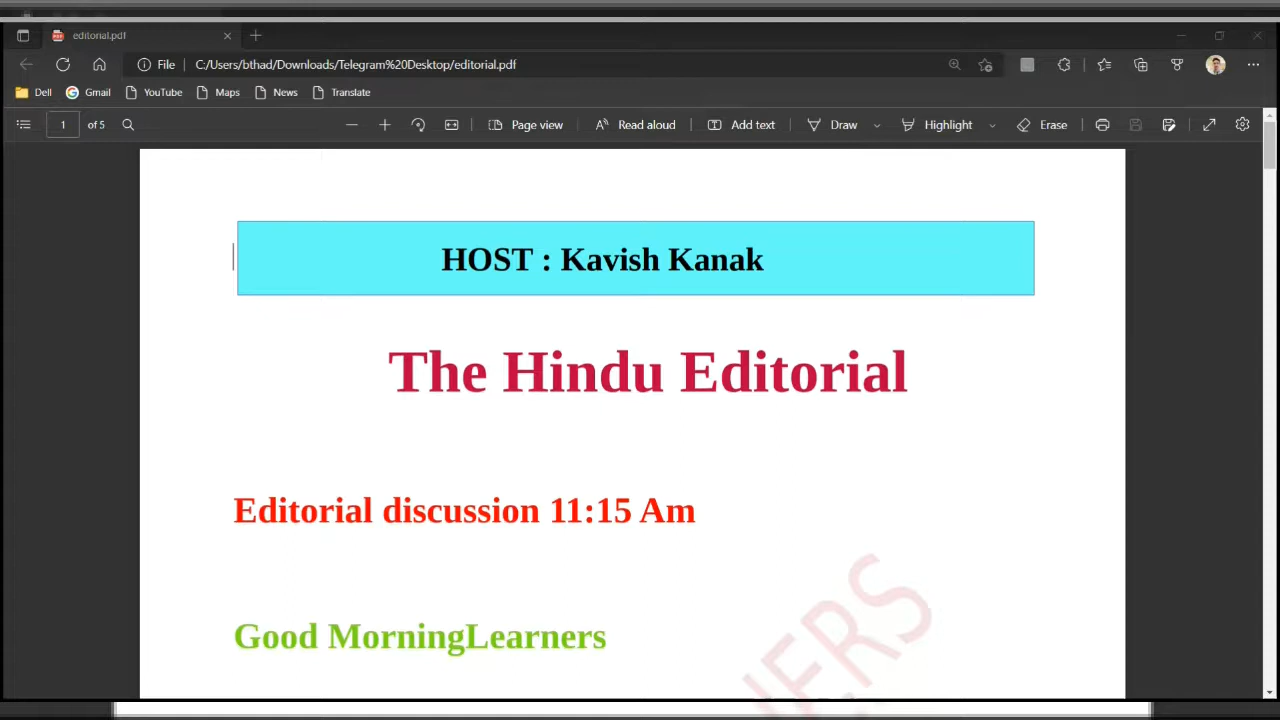 editorial.pdf
File C:/Users/bthad/Downloads/Telegram%20Desktop/editorial.pdf
Dell Gmail YouTube Maps News Translate
1 of 5 Page view Read aloud Add text Draw Highlight Erase
HOST : Kavish Kanak
The Hindu Editorial
Editorial discussion 11:15 Am
Good MorningLearners